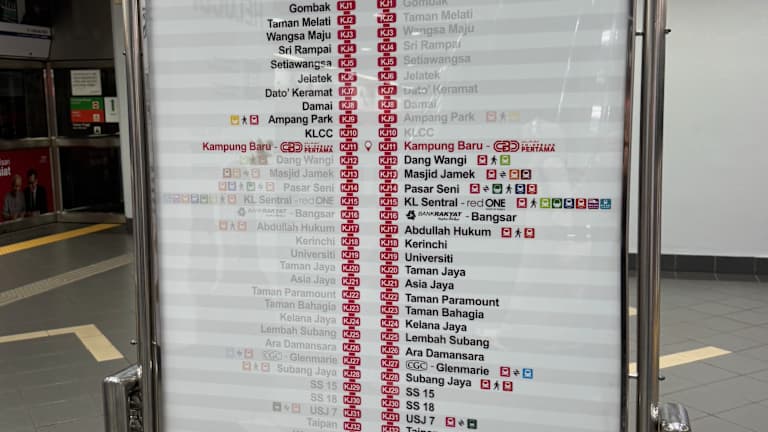 Gombak KJ1
Taman Melati KJ2
Wangsa Maju KJ3
Sri Rampai KJ4
Setiawangsa KJ5
Jelatek KJ6
Dato' Keramat KJ7
Damai KJ8
Ampang Park KJ9
KLCC KJ10
Kampung Baru - CBD PERTAMA KJ11
Dang Wangi KJ12
Masjid Jamek KJ13
Pasar Seni KJ14
KL Sentral - redONE KJ15
BANK RAKYAT - Bangsar KJ16
Abdullah Hukum KJ17
Kerinchi KJ18
Universiti KJ19
Taman Jaya KJ20
Asia Jaya KJ21
Taman Paramount KJ22
Taman Bahagia KJ23
Kelana Jaya KJ24
Lembah Subang KJ25
Ara Damansara KJ26
CGC - Glenmarie KJ27
Subang Jaya KJ28
SS 15 KJ29
SS 18 KJ30
USJ 7 KJ31
Taipan KJ32
KJ1 Gombak
KJ2 Taman Melati
KJ3 Wangsa Maju
KJ4 Sri Rampai
KJ5 Setiawangsa
KJ6 Jelatek
KJ7 Dato' Keramat
KJ8 Damai
KJ9 Ampang Park
KJ10 KLCC
KJ11 Kampung Baru - CBD PERTAMA
KJ12 Dang Wangi
KJ13 Masjid Jamek
KJ14 Pasar Seni
KJ15 KL Sentral - redONE
KJ16 BANK RAKYAT - Bangsar
KJ17 Abdullah Hukum
KJ18 Kerinchi
KJ19 Universiti
KJ20 Taman Jaya
KJ21 Asia Jaya
KJ22 Taman Paramount
KJ23 Taman Bahagia
KJ24 Kelana Jaya
KJ25 Lembah Subang
KJ26 Ara Damansara
KJ27 CGC - Glenmarie
KJ28 Subang Jaya
KJ29 SS 15
KJ30 SS 18
KJ31 USJ 7
KJ32 Taipan